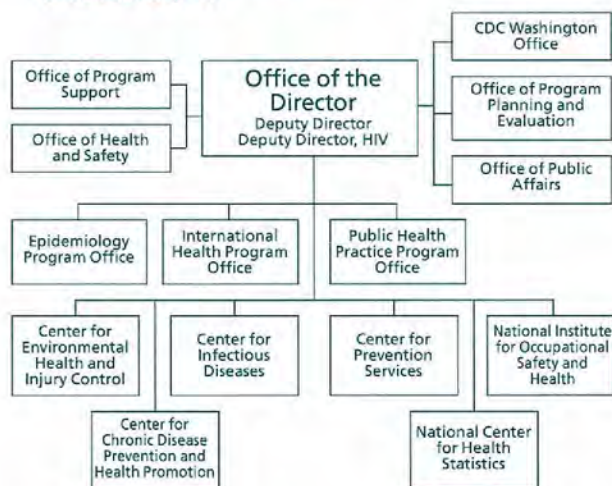 CDC Washington
Office
Office of Program
Support
Office of the
Director
Deputy Director
Deputy Director, HIV
Office of Program
Planning and
Evaluation
Office of Health
and Safety
Office of Public
Affairs
Epidemiology
Program Office
International
Health Program
Office
Public Health
Practice Program
Office
Center for
Environmental
Health and
Injury Control
Center for
Infectious
Diseases
Center for
Prevention
Services
National Institute
for Occupational
Safety and
Health
Center for
Chronic Disease
Prevention and
Health Promotion
National Center
for Health
Statistics